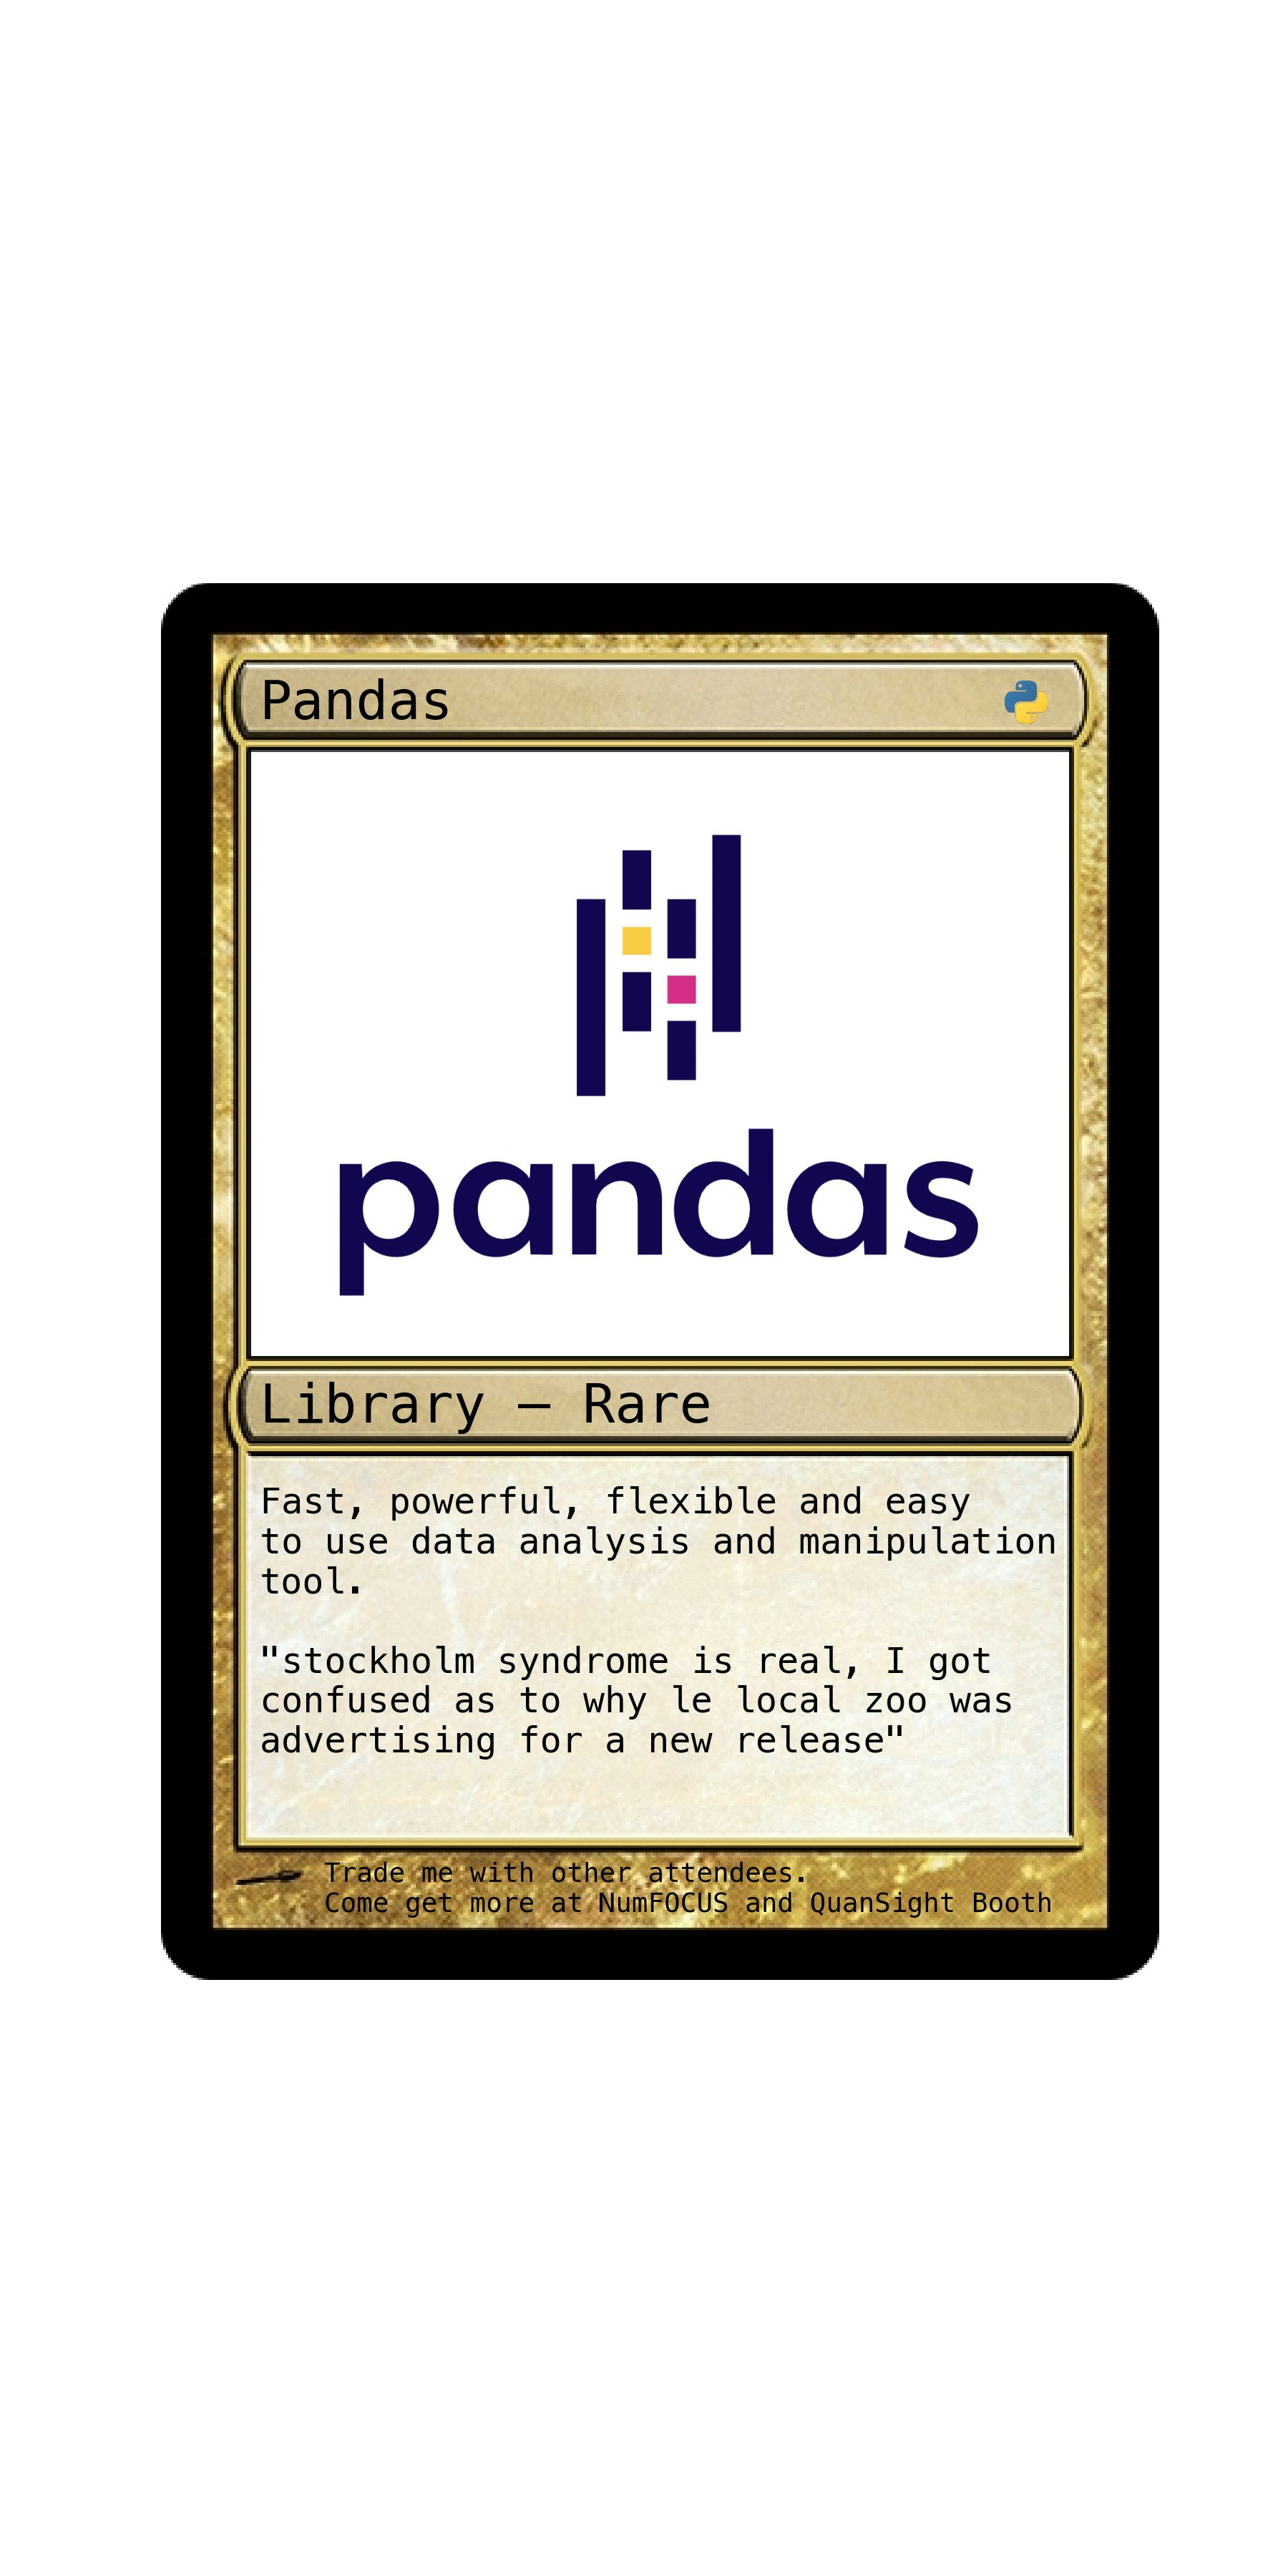 Pandas
pandas
Library — Rare
Fast, powerful, flexible and easy
to use data analysis and manipulation
tool.
"stockholm syndrome is real, I got
confused as to why le local zoo was
advertising for a new release"
Trade me with other attendees.
Come get more at NumFOCUS and QuanSight Booth